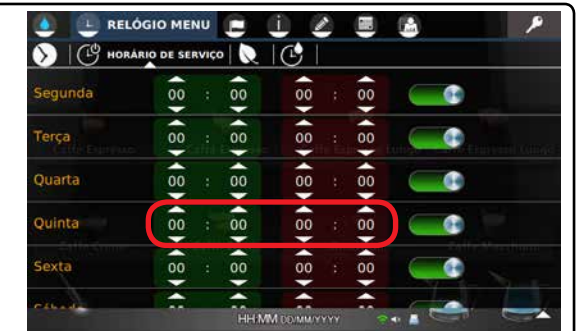 RELÓGIO MENU
HORÁRIO DE SERVIÇO
Segunda 00 : 00 00 : 00
Terça 00 : 00 00 : 00
Quarta 00 : 00 00 : 00
Quinta 00 : 00 00 : 00
Sexta 00 : 00 00 : 00
Sábado
HH:MM DD/MM/YYYY